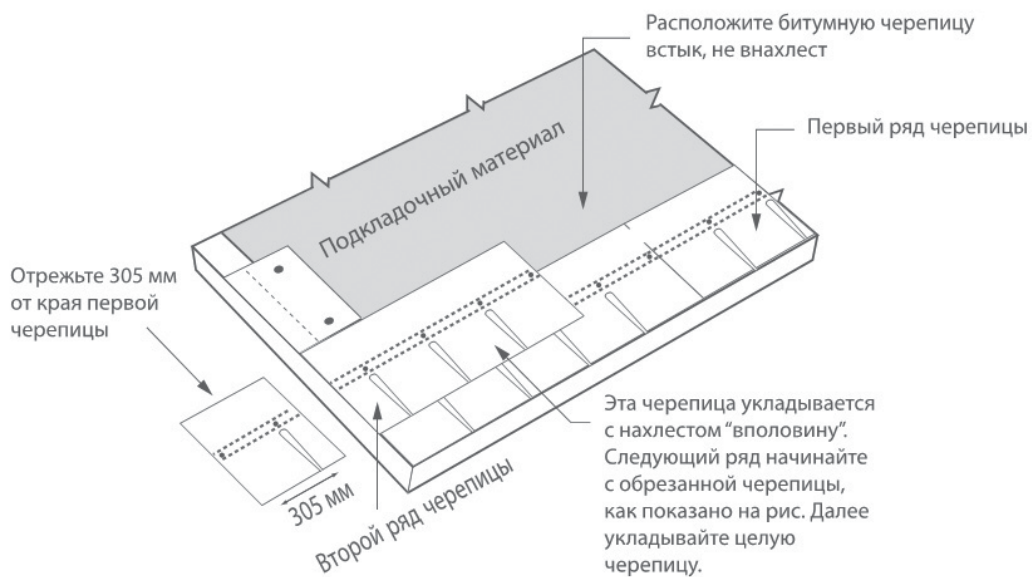 Расположите битумную черепицу
встык, не внахлест
Первый ряд черепицы
Подкладочный материал
Отрежьте 305 мм
от края первой
черепицы
305 мм
Второй ряд черепицы
Эта черепица укладывается
с нахлестом “вполовину”.
Следующий ряд начинайте
с обрезанной черепицы,
как показано на рис. Далее
укладывайте целую
черепицу.